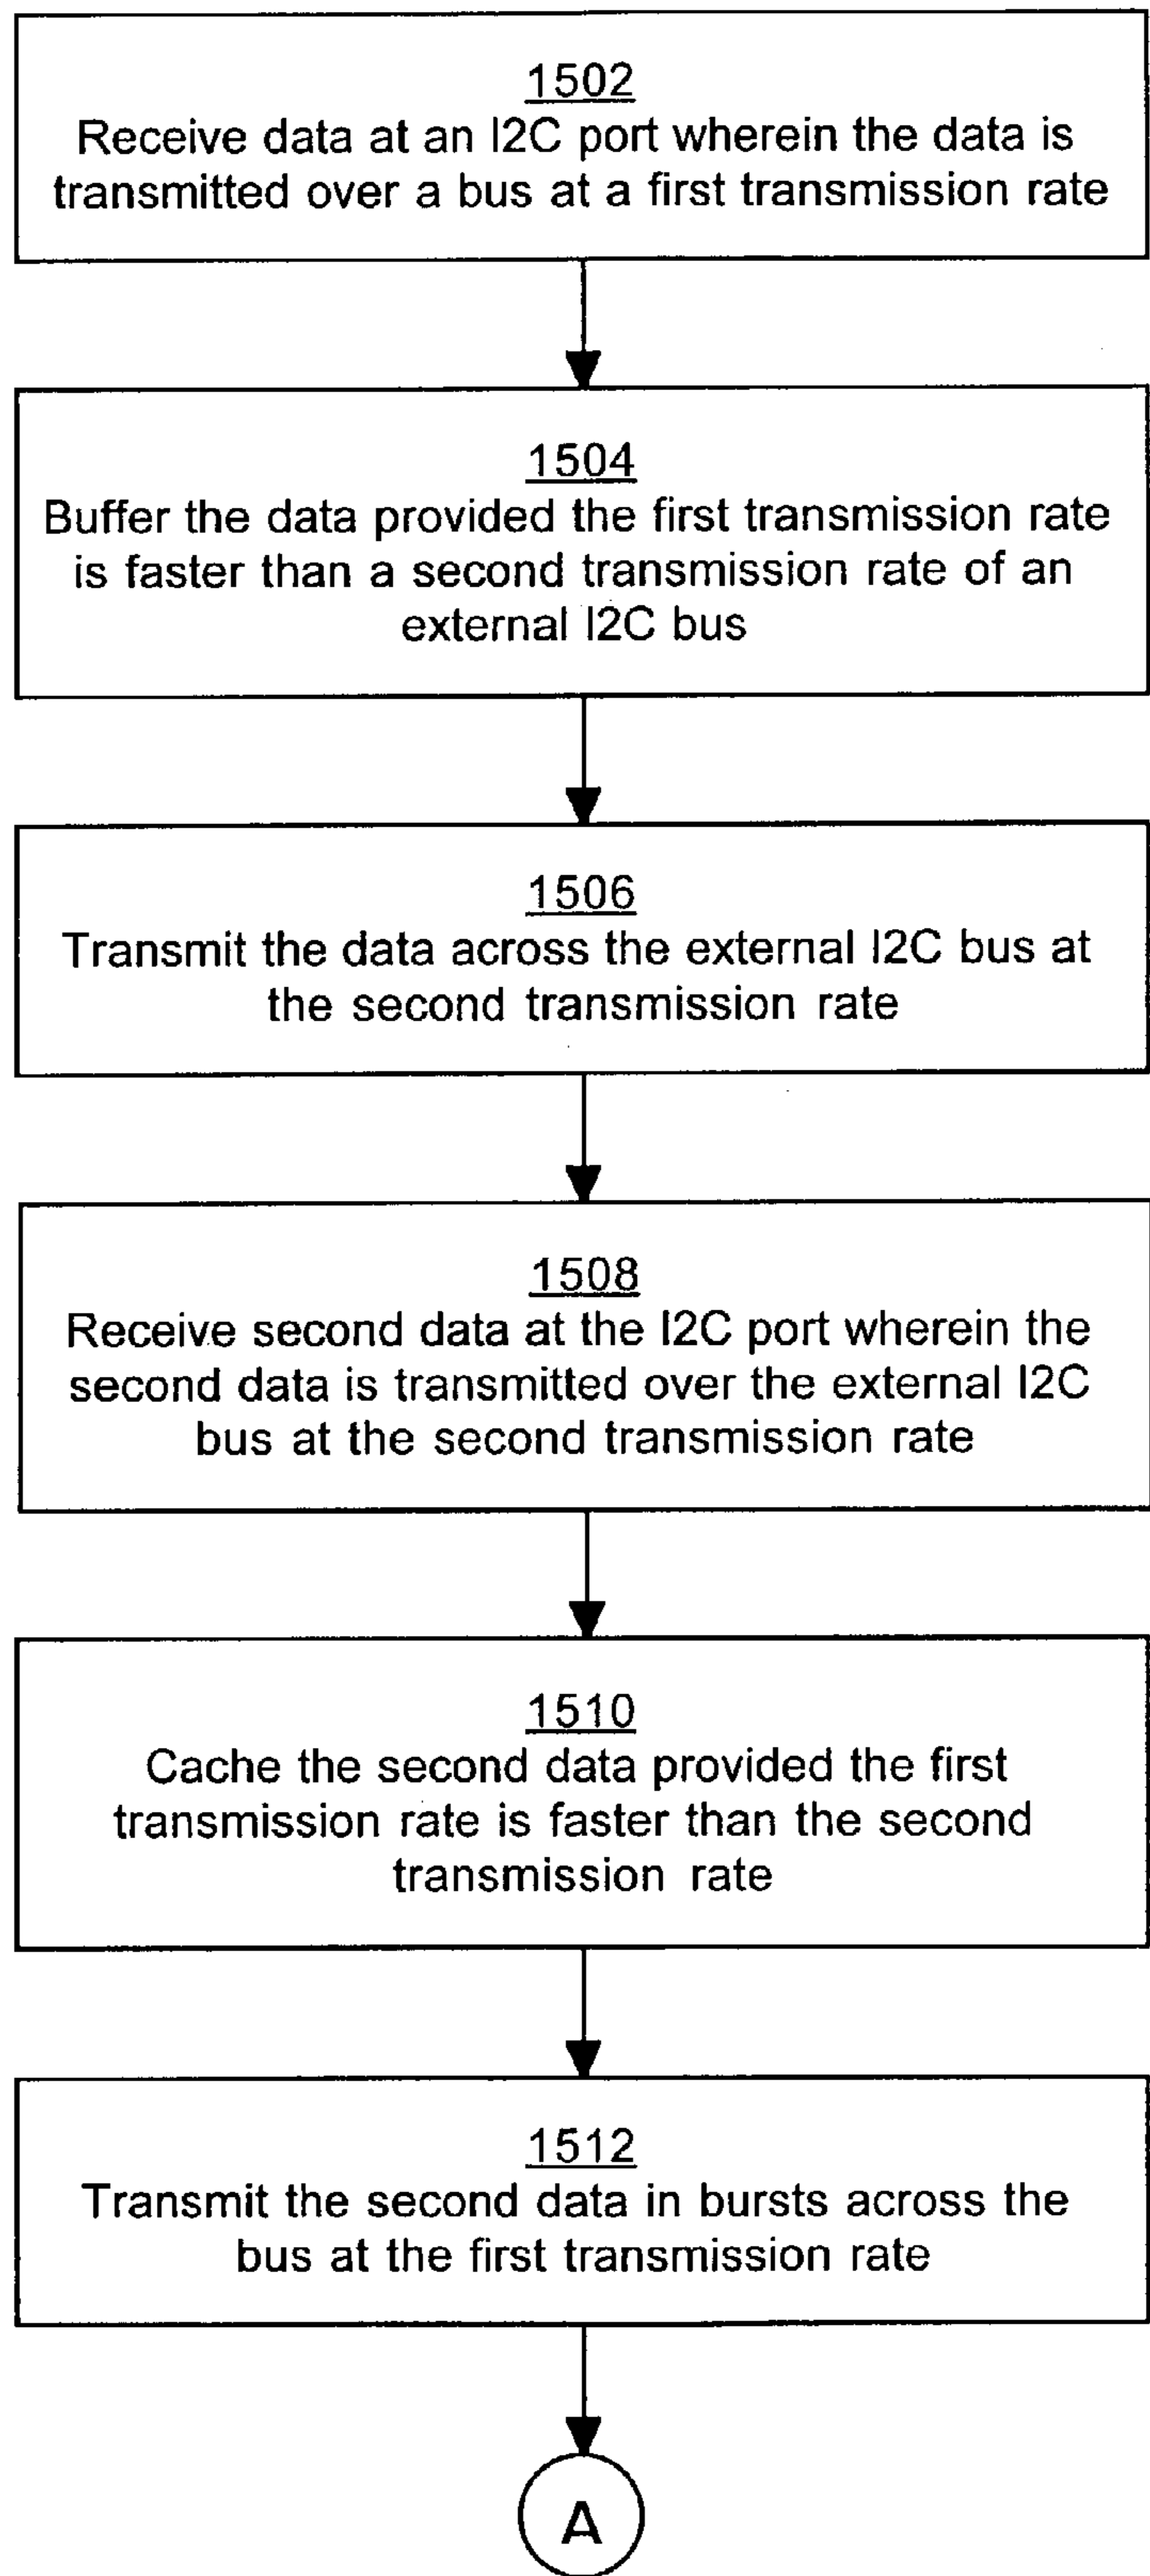 1502
Receive data at an I2C port wherein the data is
transmitted over a bus at a first transmission rate
1504
Buffer the data provided the first transmission rate
is faster than a second transmission rate of an
external I2C bus
1506
Transmit the data across the external I2C bus at
the second transmission rate
1508
Receive second data at the I2C port wherein the
second data is transmitted over the external I2C
bus at the second transmission rate
1510
Cache the second data provided the first
transmission rate is faster than the second
transmission rate
1512
Transmit the second data in bursts across the
bus at the first transmission rate
A